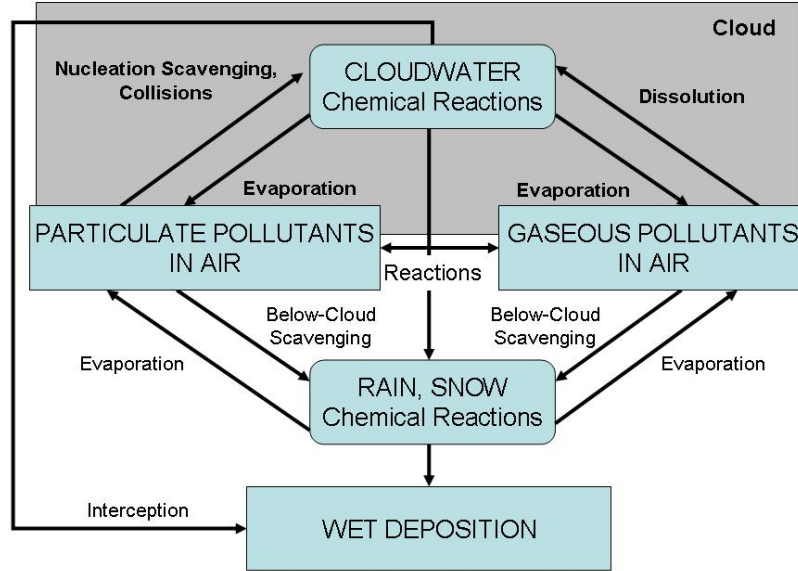 Cloud
Nucleation Scavenging,
Collisions
CLOUDWATER
Chemical Reactions
Dissolution
Evaporation
Evaporation
PARTICULATE POLLUTANTS
IN AIR
GASEOUS POLLUTANTS
IN AIR
Reactions
Below-Cloud
Scavenging
Below-Cloud
Scavenging
Evaporation
Evaporation
RAIN, SNOW
Chemical Reactions
Interception
WET DEPOSITION